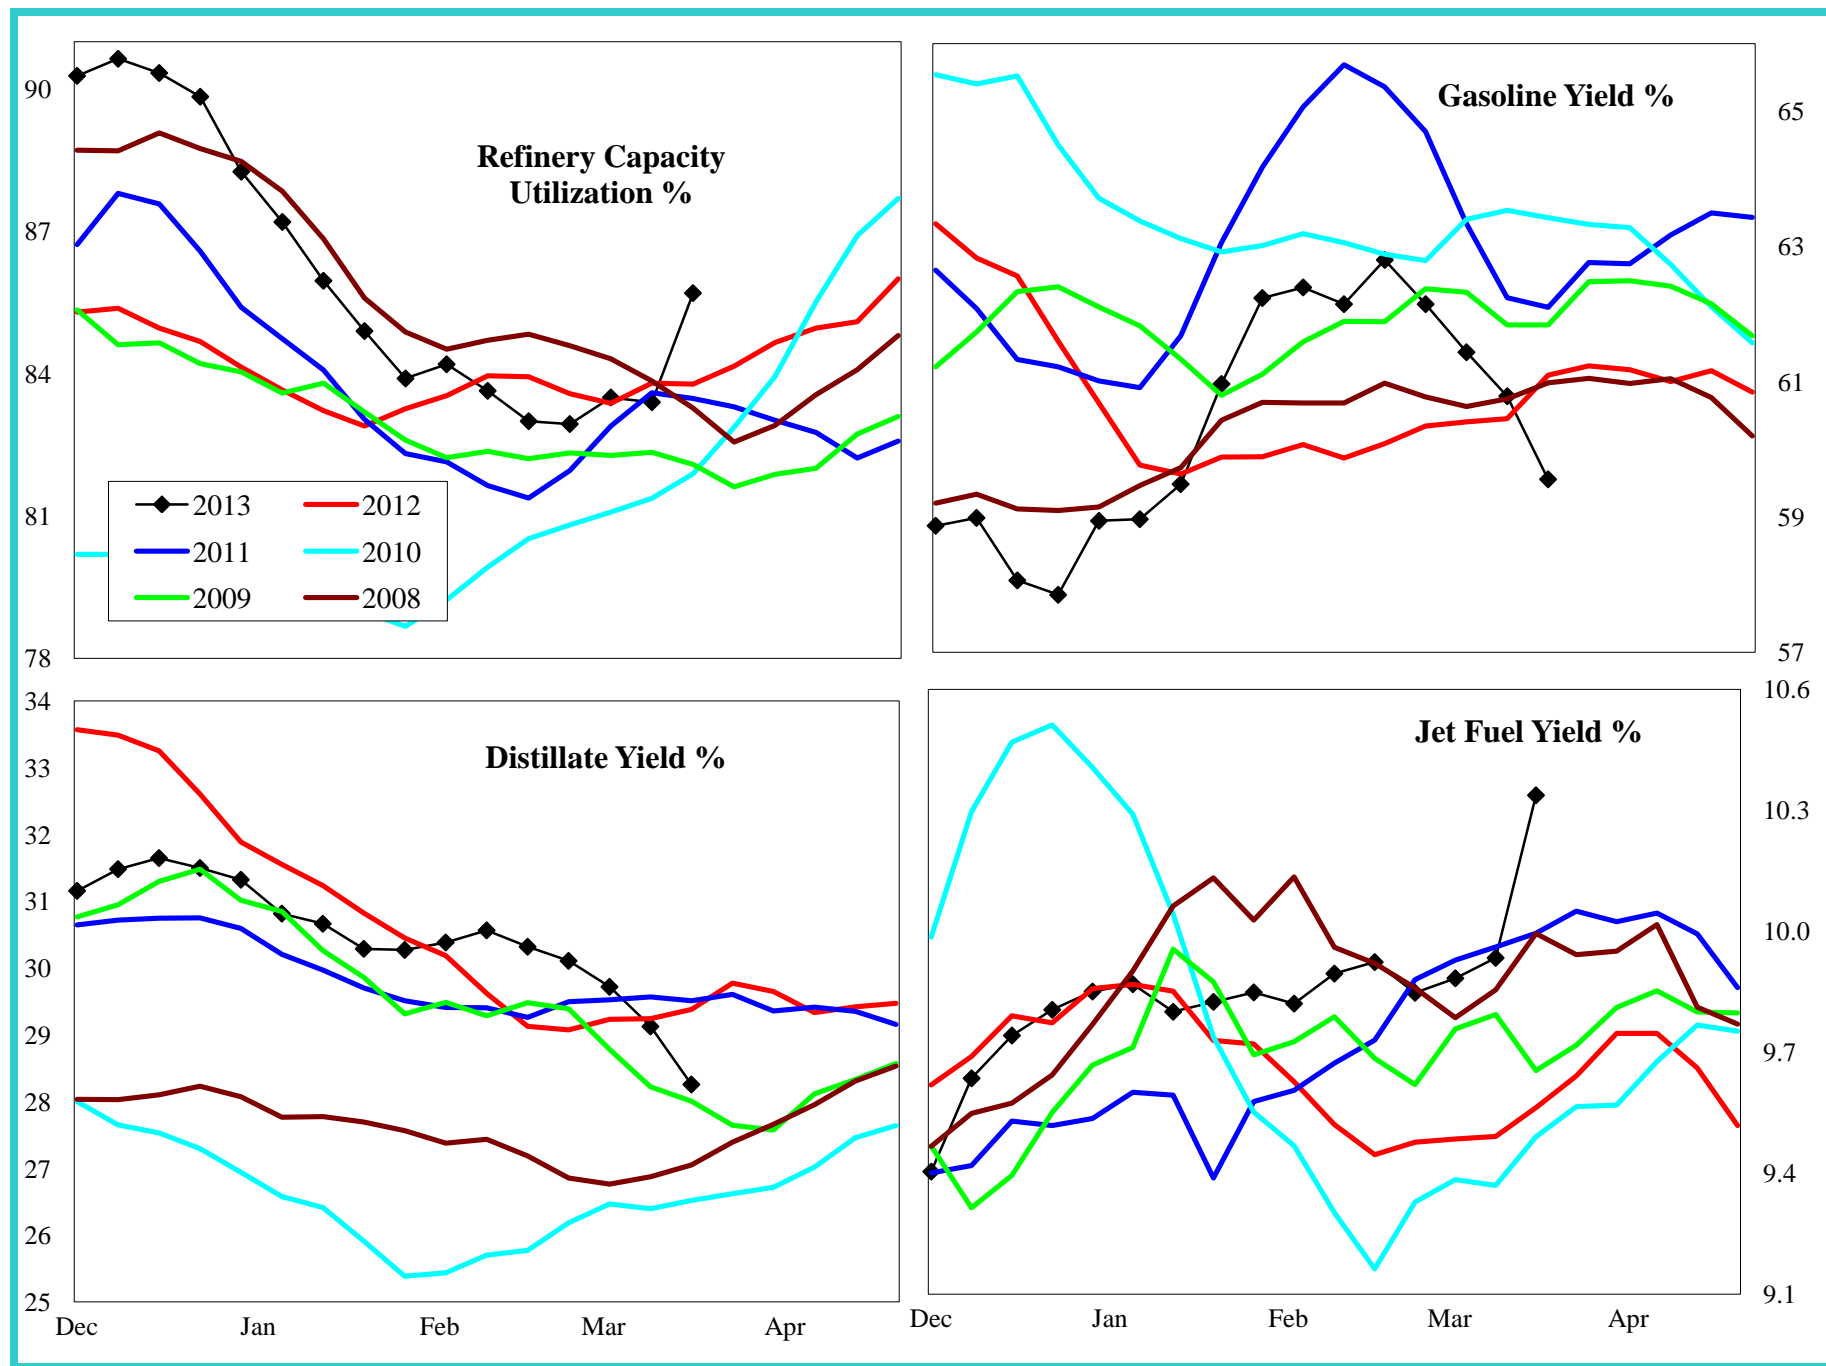 90
87
84
81
78
Refinery Capacity
Utilization %
2013
2012
2011
2010
2009
2008
Gasoline Yield %
65
63
61
59
57
34
33
32
31
30
29
28
27
26
25
Distillate Yield %
Dec
Jan
Feb
Mar
Apr
Jet Fuel Yield %
10.6
10.3
10.0
9.7
9.4
9.1
Dec
Jan
Feb
Mar
Apr